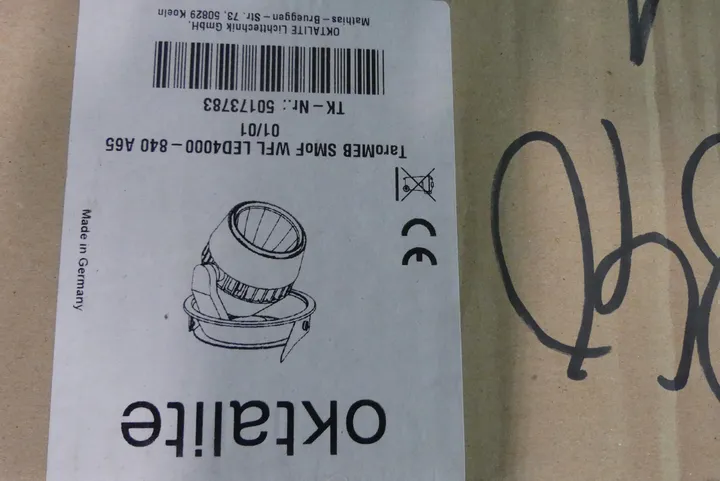 oktalite
Made in Germany
CE
TaroMEB SMoF WFL LED4000-840 A65
01/01
TK-Nr.: 50173783
OKTALITE Lichttechnik GmbH.
Mathias-Brueggen-Str. 73, 50829 Koeln
840